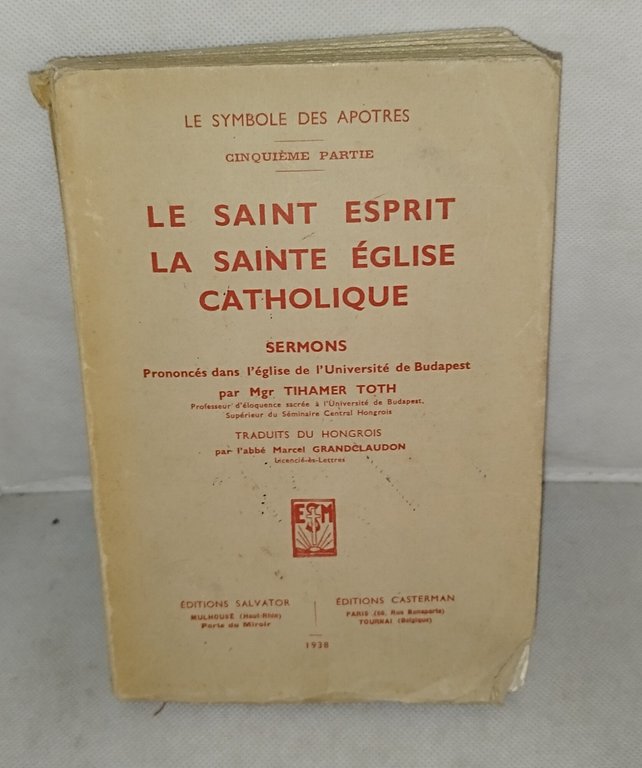 LE SYMBOLE DES APOTRES
CINQUIÈME PARTIE
LE SAINT ESPRIT
LA SAINTE ÉGLISE
CATHOLIQUE
SERMONS
Prononcés dans l'église de l'Université de Budapest
par Mgr TIHAMER TOTH
Professeur d'éloquence sacrée à l'Université de Budapest,
Supérieur du Séminaire Central Hongrois
TRADUITS DU HONGROIS
par l'abbé Marcel GRANDCLAUDON
Licencié-ès-Lettres
ESM
ÉDITIONS SALVATOR
MULHOUSE (Haut-Rhin)
Porte du Miroir
ÉDITIONS CASTERMAN
PARIS (66, Rue Bonaparte)
TOURNAI (Belgique)
1938